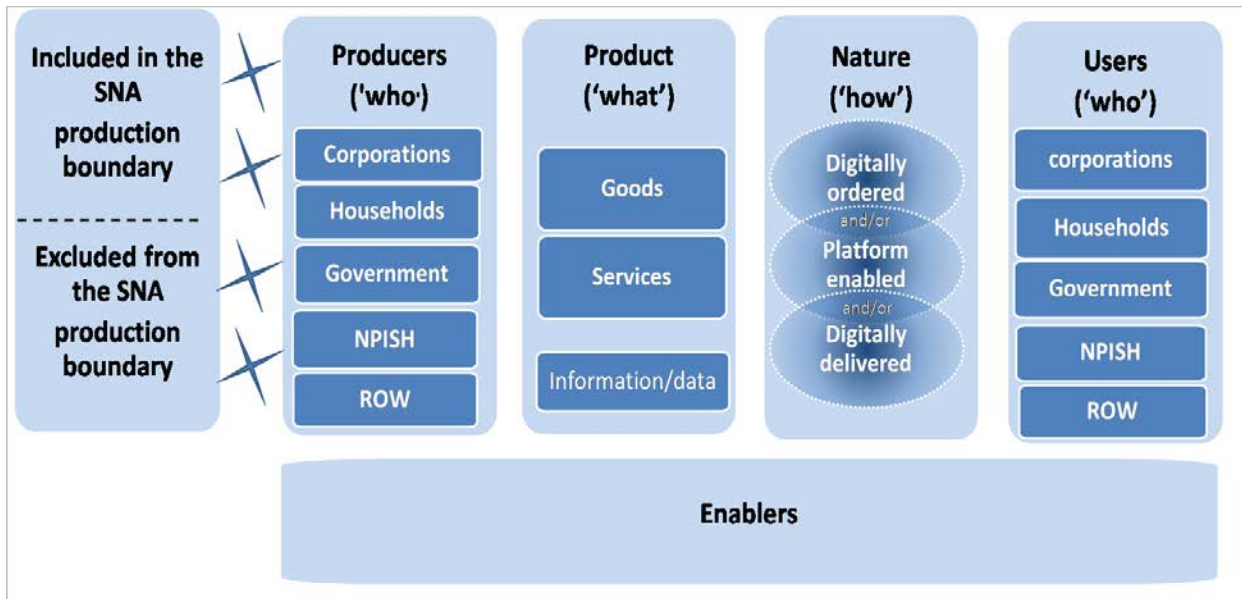 Included in the
SNA
production
boundary
Excluded from
the SNA
production
boundary
Producers
('who')
Corporations
Households
Government
NPISH
ROW
Product
(‘what’)
Goods
Services
Information/data
Nature
(‘how’)
Digitally
ordered
and/or
Platform
enabled
and/or
Digitally
delivered
Users
(‘who’)
corporations
Households
Government
NPISH
ROW
Enablers